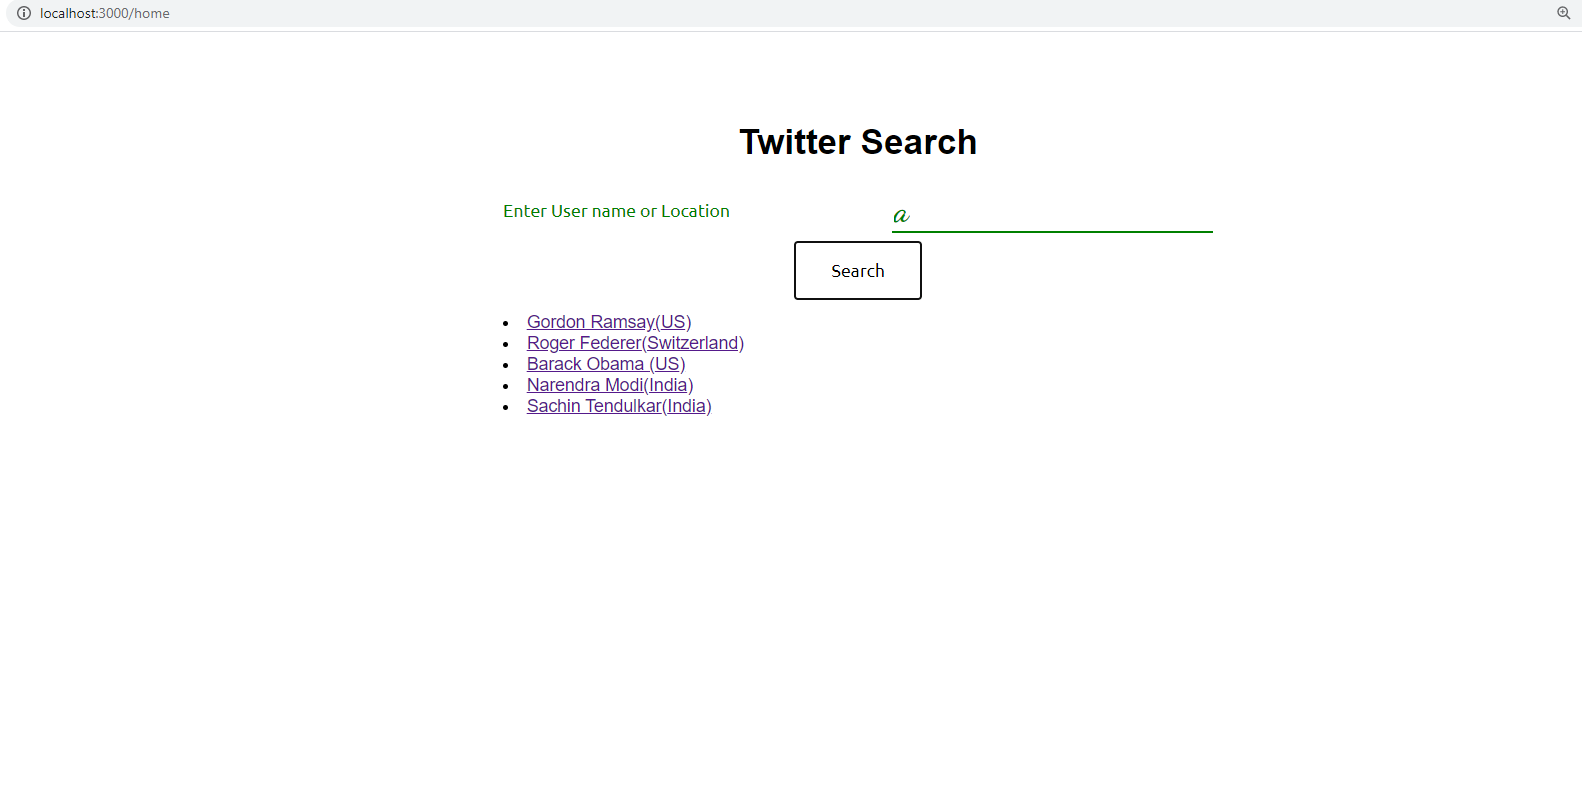 localhost:3000/home
Twitter Search
Enter User name or Location
a
Search
Gordon Ramsay(US)
Roger Federer(Switzerland)
Barack Obama (US)
Narendra Modi(India)
Sachin Tendulkar(India)